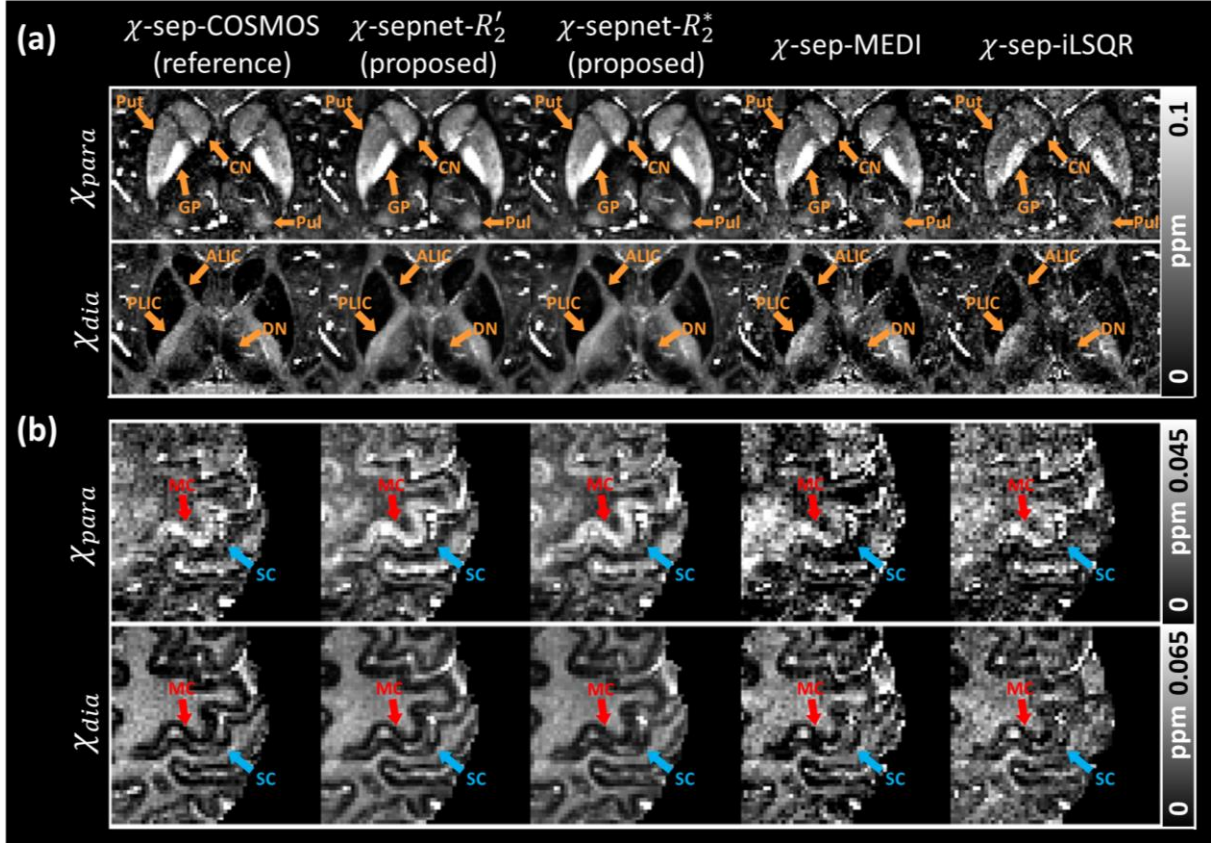 (a)
χ-sep-COSMOS
(reference)
χ-sepnet-R₂′
(proposed)
χ-sepnet-R₂*
(proposed)
χ-sep-MEDI
χ-sep-iLSQR
χpara
Put
CN
GP
Put
CN
GP
Pul
Put
CN
GP
Pul
Put
CN
GP
Pul
Put
CN
GP
Pul
Pul
0.1
ppm
0
χdia
ALIC
PLIC
DN
ALIC
PLIC
DN
ALIC
PLIC
DN
ALIC
PLIC
DN
ALIC
PLIC
DN
(b)
χpara
MC
SC
MC
SC
MC
SC
MC
SC
MC
SC
0 ppm 0.045
χdia
MC
SC
MC
SC
MC
SC
MC
SC
MC
SC
0 ppm 0.065